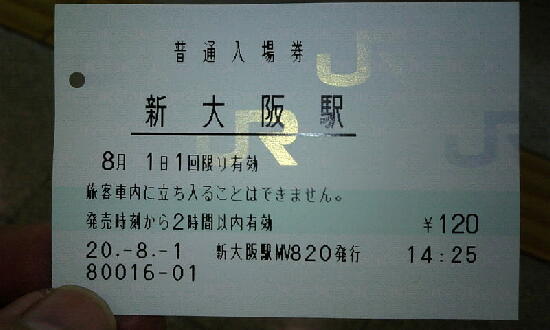 普通入場券
新大阪駅
8月 1日1回限り有効
旅客車内に立ち入ることはできません。
発売時刻から2時間以内有効 ¥120
20.-8.-1 新大阪駅MV820発行 14:25
80016-01
JR